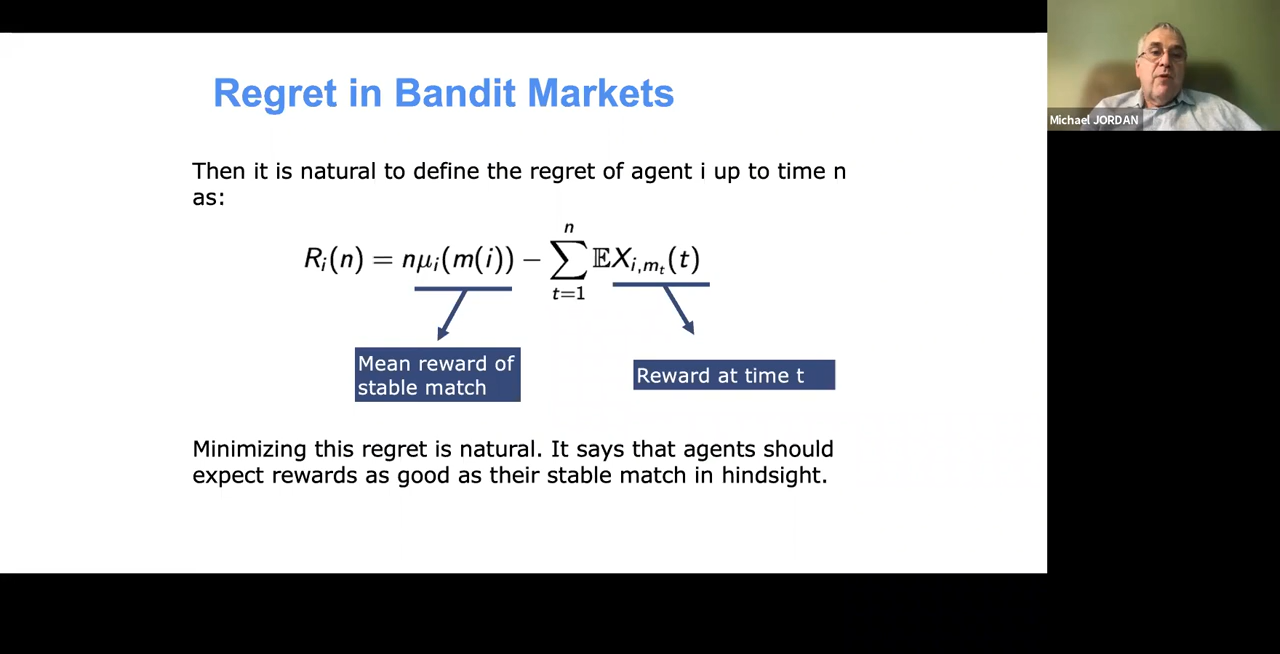 Regret in Bandit Markets
Michael JORDAN
Then it is natural to define the regret of agent i up to time n
as:
R_i(n) = nμ_i(m(i)) − ∑_{t=1}^{n} 𝔼X_{i,m_t}(t)
Mean reward of
stable match
Reward at time t
Minimizing this regret is natural. It says that agents should
expect rewards as good as their stable match in hindsight.